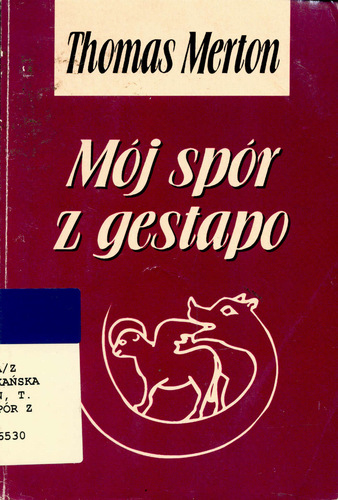 Thomas Merton
Mój spór
z gestapo
A/Z
KAŃSKA
N, T.
PÓR Z
5530